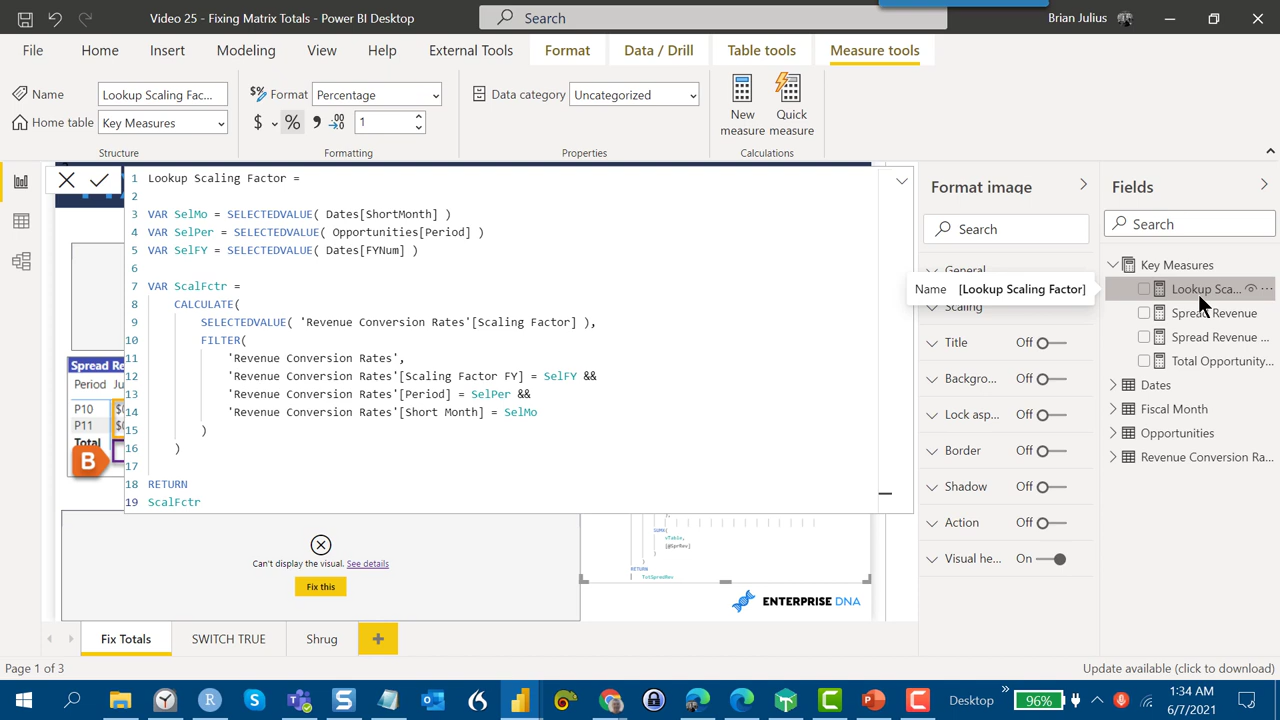 Video 25 - Fixing Matrix Totals - Power BI Desktop
Search
Brian Julius
File
Home
Insert
Modeling
View
Help
External Tools
Format
Data / Drill
Table tools
Measure tools
Name
Lookup Scaling Fac...
Home table
Key Measures
Structure
Format
Percentage
$
%
1
Formatting
Data category
Uncategorized
Properties
New
measure
Quick
measure
Calculations
1 Lookup Scaling Factor =
2
3 VAR SelMo = SELECTEDVALUE( Dates[ShortMonth] )
4 VAR SelPer = SELECTEDVALUE( Opportunities[Period] )
5 VAR SelFY = SELECTEDVALUE( Dates[FYNum] )
6
7 VAR ScalFctr =
8 CALCULATE(
9 SELECTEDVALUE( 'Revenue Conversion Rates'[Scaling Factor] ),
10 FILTER(
11 'Revenue Conversion Rates',
12 'Revenue Conversion Rates'[Scaling Factor FY] = SelFY &&
13 'Revenue Conversion Rates'[Period] = SelPer &&
14 'Revenue Conversion Rates'[Short Month] = SelMo
15 )
16 )
17
18 RETURN
19 ScalFctr
Spread Re
Period Ju
P10 $(
P11 $(
Total
B
Can't display the visual. See details
Fix this
SUMX(
vTable,
[@SprRev]
)
)
RETURN
TotSpreadRev
ENTERPRISE DNA
Format image
Search
General
Name [Lookup Scaling Factor]
Scaling
Title Off
Backgro... Off
Lock asp... Off
Border Off
Shadow Off
Action Off
Visual he... On
Fields
Search
Key Measures
Lookup Sca...
Spread Revenue
Spread Revenue ...
Total Opportunity...
Dates
Fiscal Month
Opportunities
Revenue Conversion Ra...
Fix Totals
SWITCH TRUE
Shrug
+
Page 1 of 3
Update available (click to download)
Desktop
96%
1:34 AM
6/7/2021